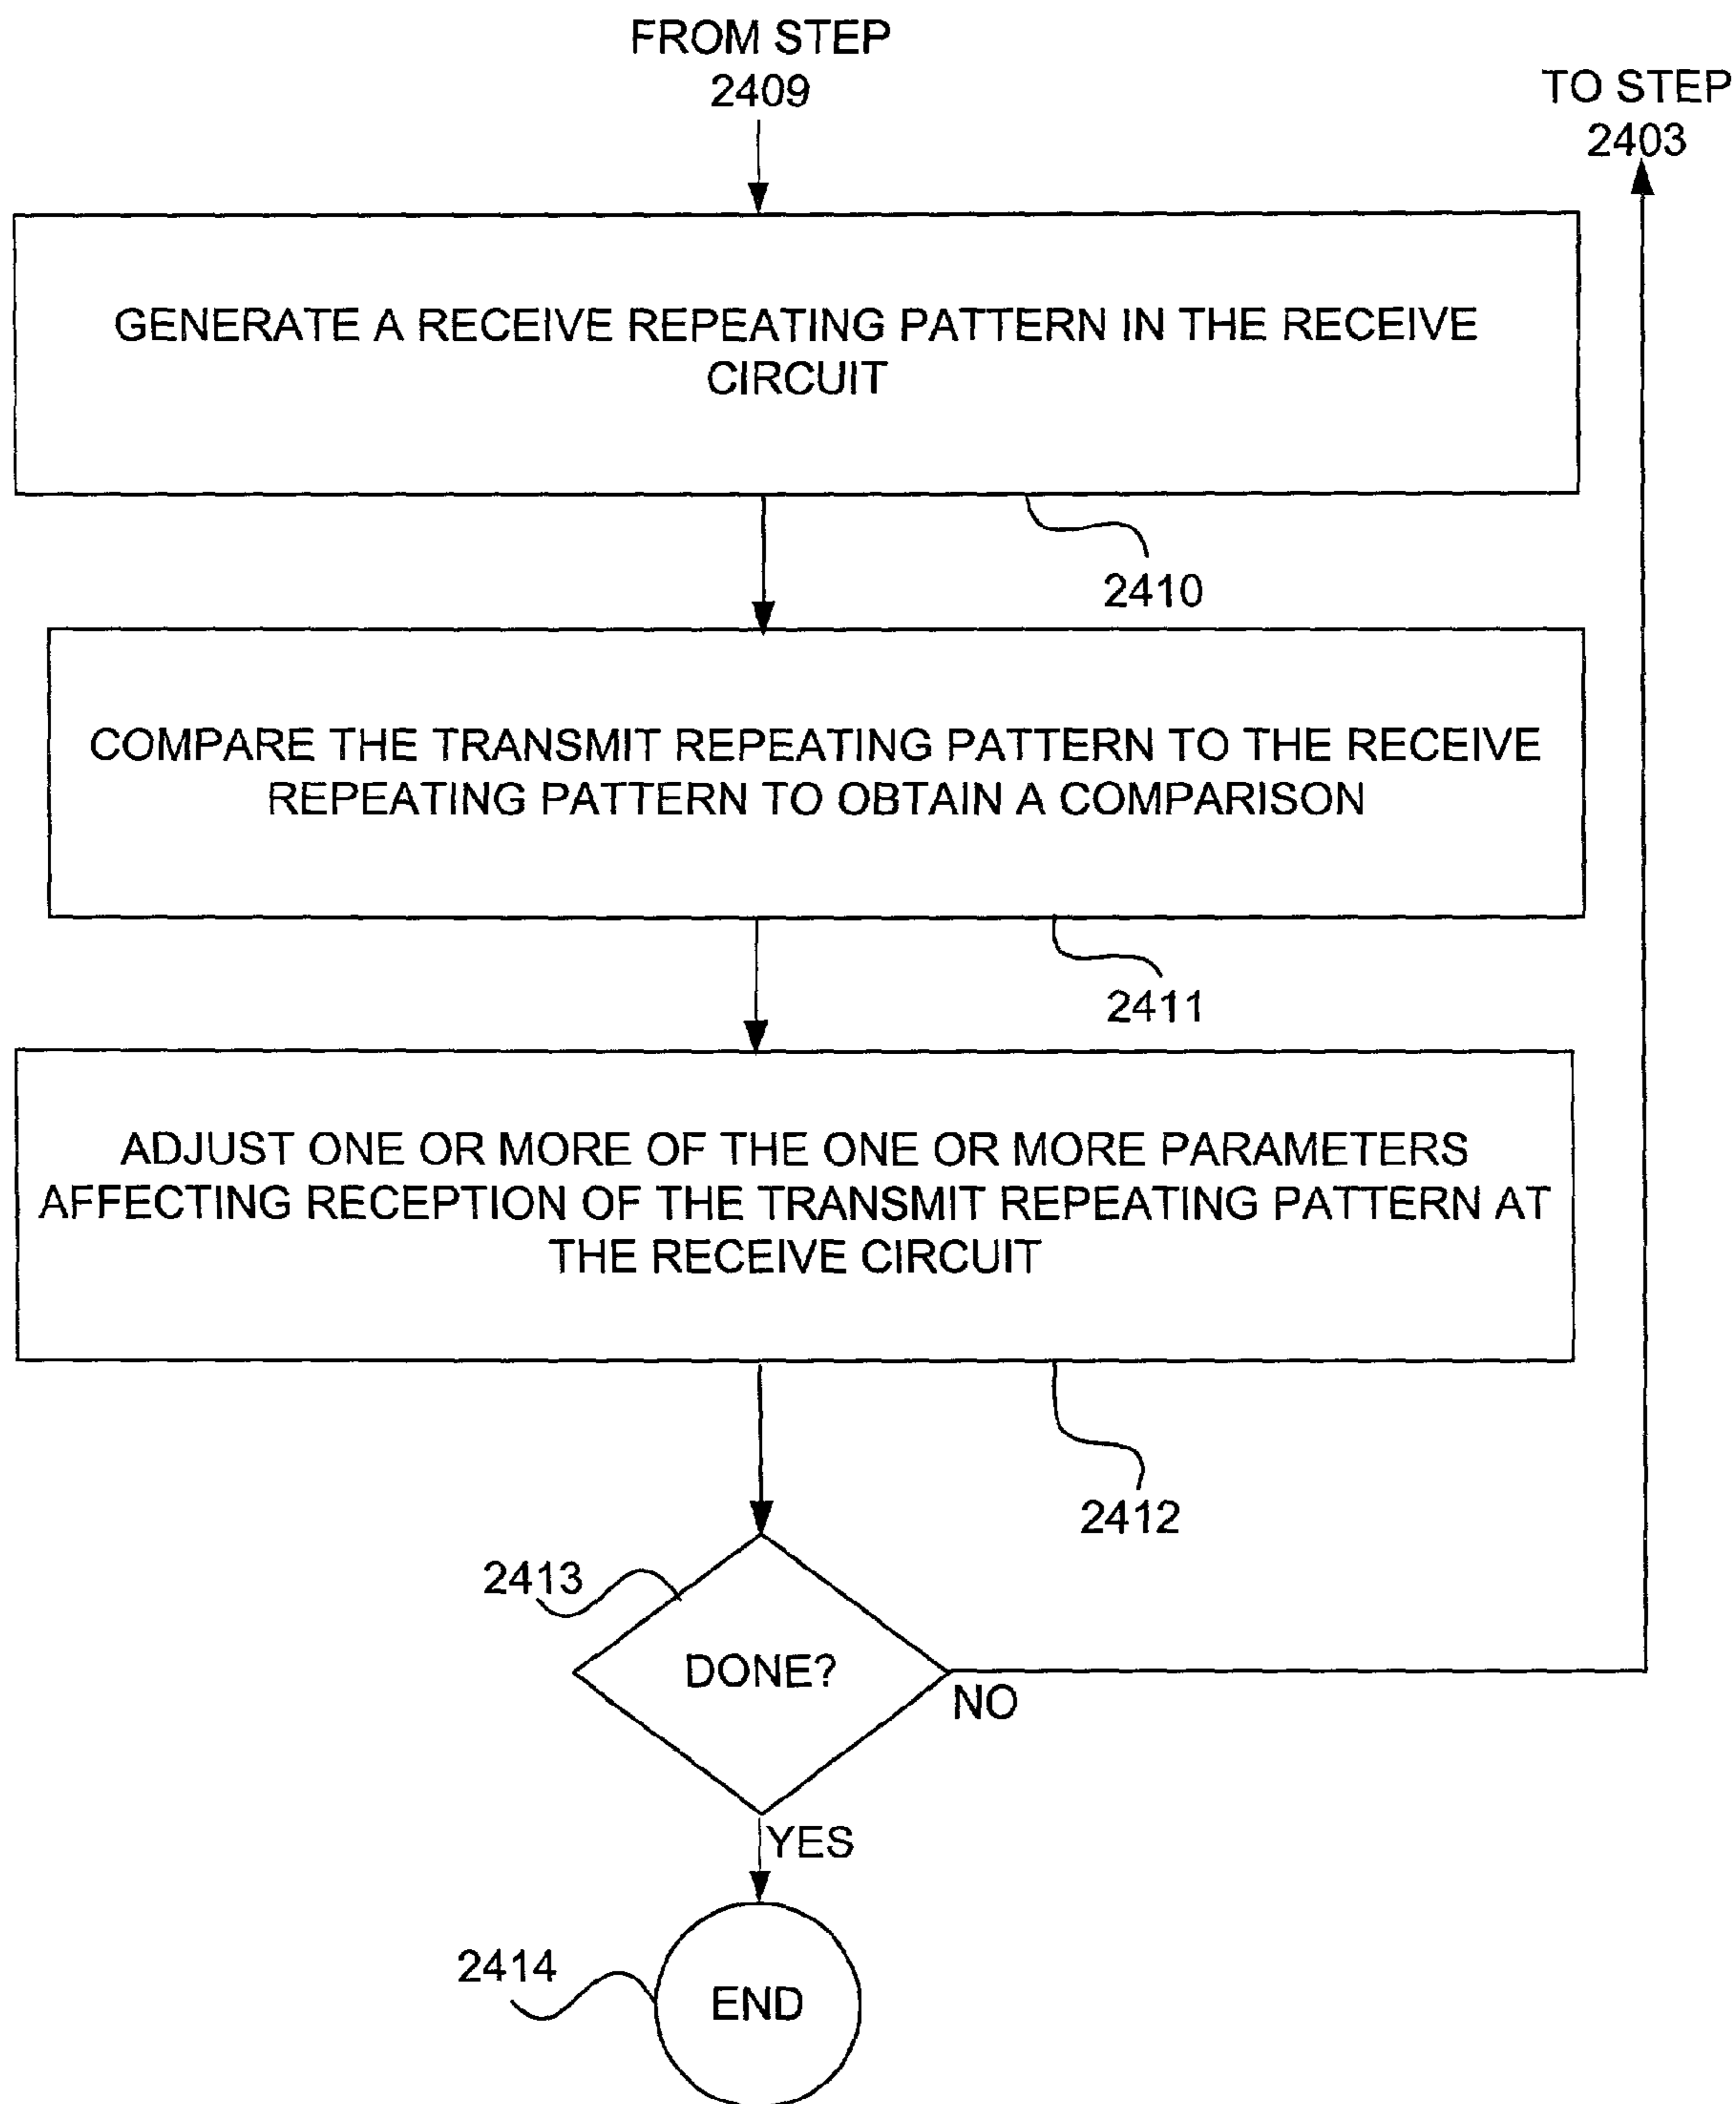 FROM STEP
2409
TO STEP
2403
GENERATE A RECEIVE REPEATING PATTERN IN THE RECEIVE
CIRCUIT
2410
COMPARE THE TRANSMIT REPEATING PATTERN TO THE RECEIVE
REPEATING PATTERN TO OBTAIN A COMPARISON
2411
ADJUST ONE OR MORE OF THE ONE OR MORE PARAMETERS
AFFECTING RECEPTION OF THE TRANSMIT REPEATING PATTERN AT
THE RECEIVE CIRCUIT
2412
2413
DONE?
NO
YES
2414
END